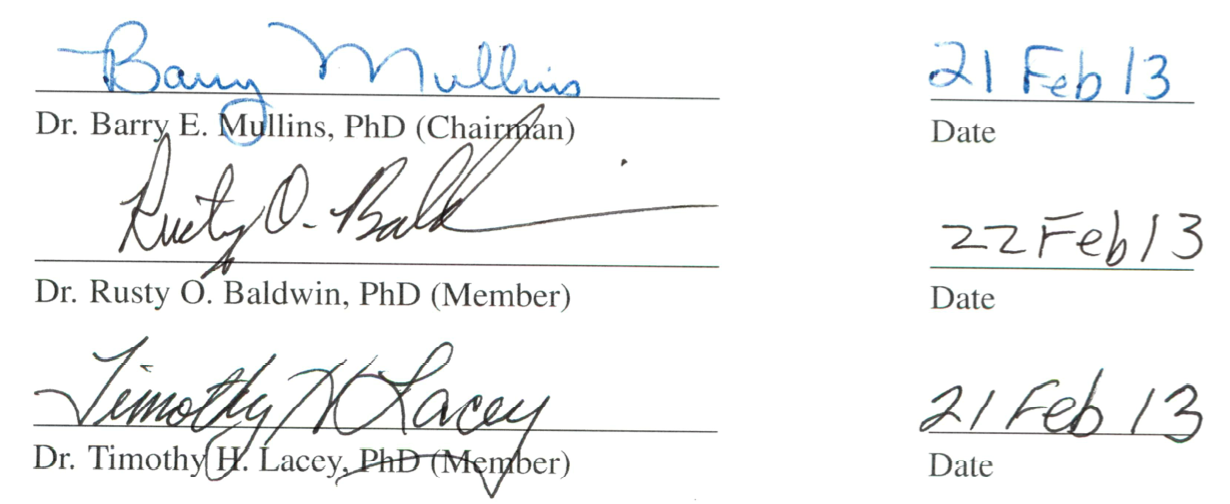 Barry Mullins 21 Feb 13
Dr. Barry E. Mullins, PhD (Chairman) Date
Rusty O. Bald 22 Feb 13
Dr. Rusty O. Baldwin, PhD (Member) Date
Timothy H Lacey 21 Feb 13
Dr. Timothy H. Lacey, PhD (Member) Date